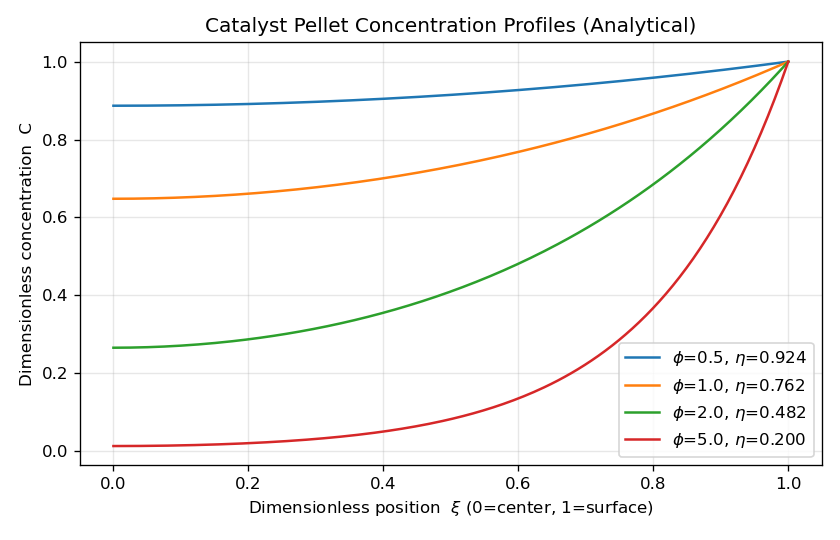 Catalyst Pellet Concentration Profiles (Analytical)
Dimensionless concentration C
1.0
0.8
0.6
0.4
0.2
0.0
ϕ=0.5, η=0.924
ϕ=1.0, η=0.762
ϕ=2.0, η=0.482
ϕ=5.0, η=0.200
0.0 0.2 0.4 0.6 0.8 1.0
Dimensionless position ξ (0=center, 1=surface)